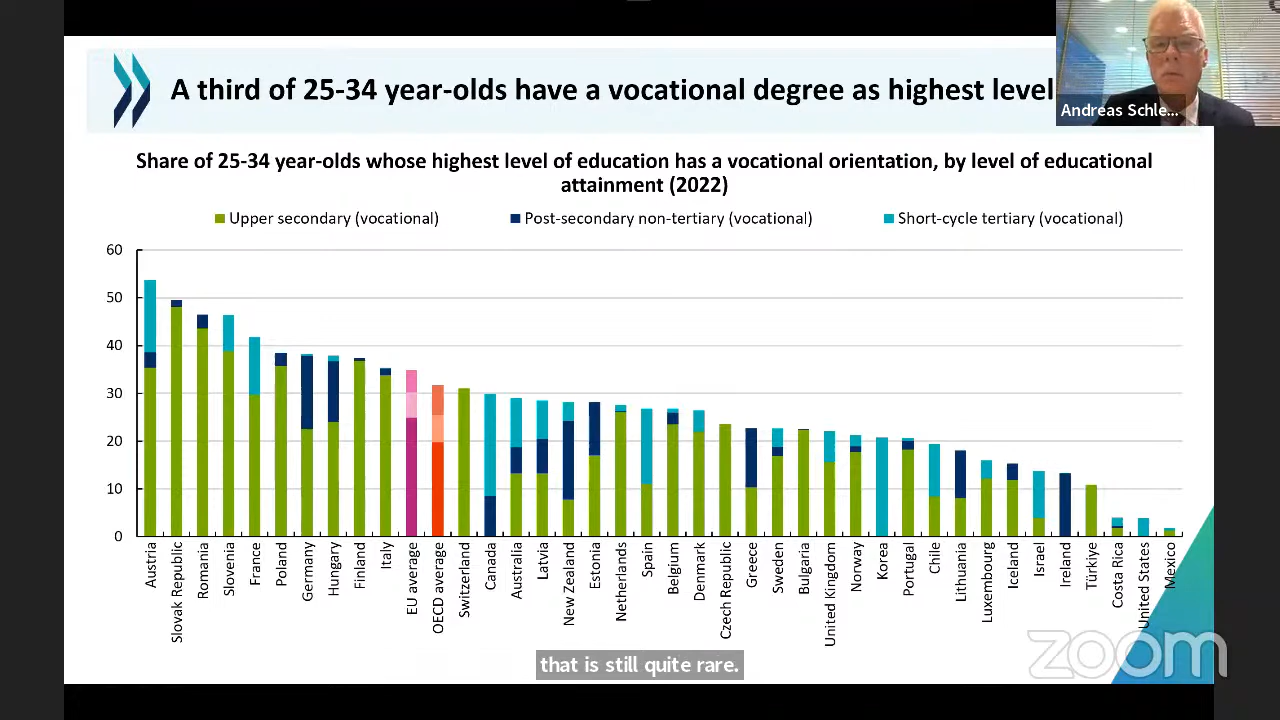 A third of 25-34 year-olds have a vocational degree as highest level
Andreas Schle...
Share of 25-34 year-olds whose highest level of education has a vocational orientation, by level of educational
attainment (2022)
Upper secondary (vocational)
Post-secondary non-tertiary (vocational)
Short-cycle tertiary (vocational)
60
50
40
30
20
10
0
Austria
Slovak Republic
Romania
Slovenia
France
Poland
Germany
Hungary
Finland
Italy
EU average
OECD average
Switzerland
Canada
Australia
Latvia
New Zealand
Estonia
Netherlands
Spain
Belgium
Denmark
Czech Republic
Greece
Sweden
Bulgaria
United Kingdom
Norway
Korea
Portugal
Chile
Lithuania
Luxembourg
Iceland
Israel
Ireland
Türkiye
Costa Rica
United States
Mexico
that is still quite rare.
zoom